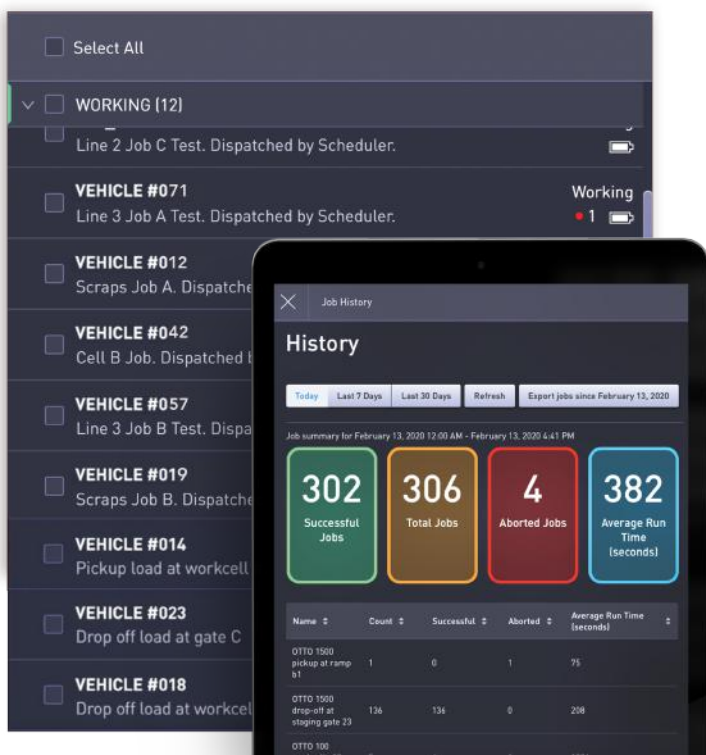 Select All
WORKING (12)
Line 2 Job C Test. Dispatched by Scheduler.
VEHICLE #071
Working
Line 3 Job A Test. Dispatched by Scheduler.
1
VEHICLE #012
Scraps Job A. Dispatche
VEHICLE #042
Cell B Job. Dispatched
VEHICLE #057
Line 3 Job B Test. Dispa
VEHICLE #019
Scraps Job B. Dispatche
VEHICLE #014
Pickup load at workcell
VEHICLE #023
Drop off load at gate C
VEHICLE #018
Drop off load at workcel
Job History
History
Today Last 7 Days Last 30 Days Refresh Export jobs since February 13, 2020
Job summary for February 13, 2020 12:00 AM - February 13, 2020 4:41 PM
302
Successful
Jobs
306
Total Jobs
4
Aborted Jobs
382
Average Run
Time
(seconds)
Name Count Successful Aborted Average Run Time
(seconds)
OTTO 1500
pickup at ramp
b1
1 0 1 75
OTTO 1500
drop-off at
staging gate 23
136 136 0 208
OTTO 100